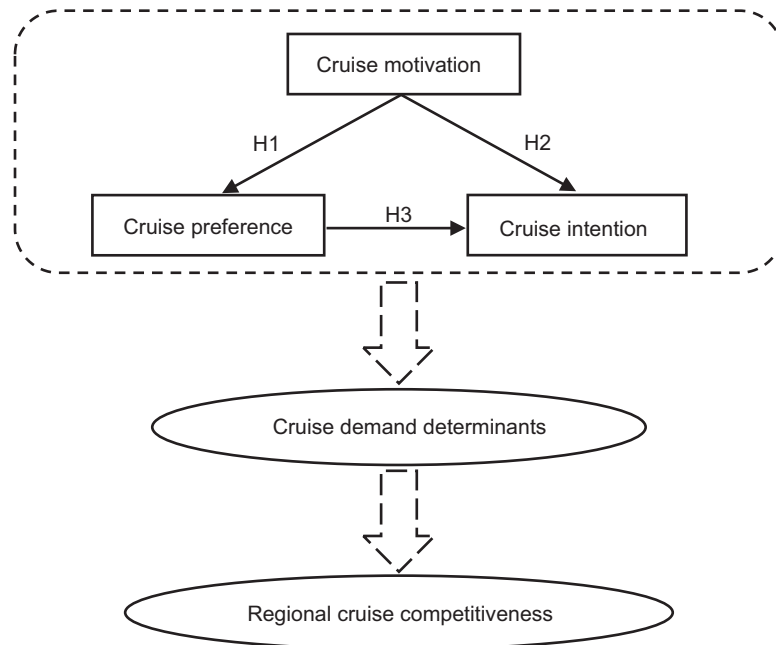 Cruise motivation
H1
H2
Cruise preference
H3
Cruise intention
Cruise demand determinants
Regional cruise competitiveness